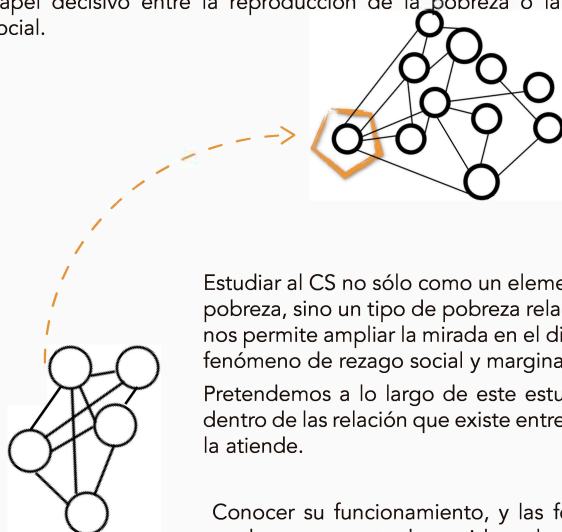 papel decisivo entre la reproducción de la pobreza o la
social.
Estudiar al CS no sólo como un eleme
pobreza, sino un tipo de pobreza rela
nos permite ampliar la mirada en el di
fenómeno de rezago social y margina
Pretendemos a lo largo de este estu
dentro de las relación que existe entre
la atiende.
Conocer su funcionamiento, y las fo